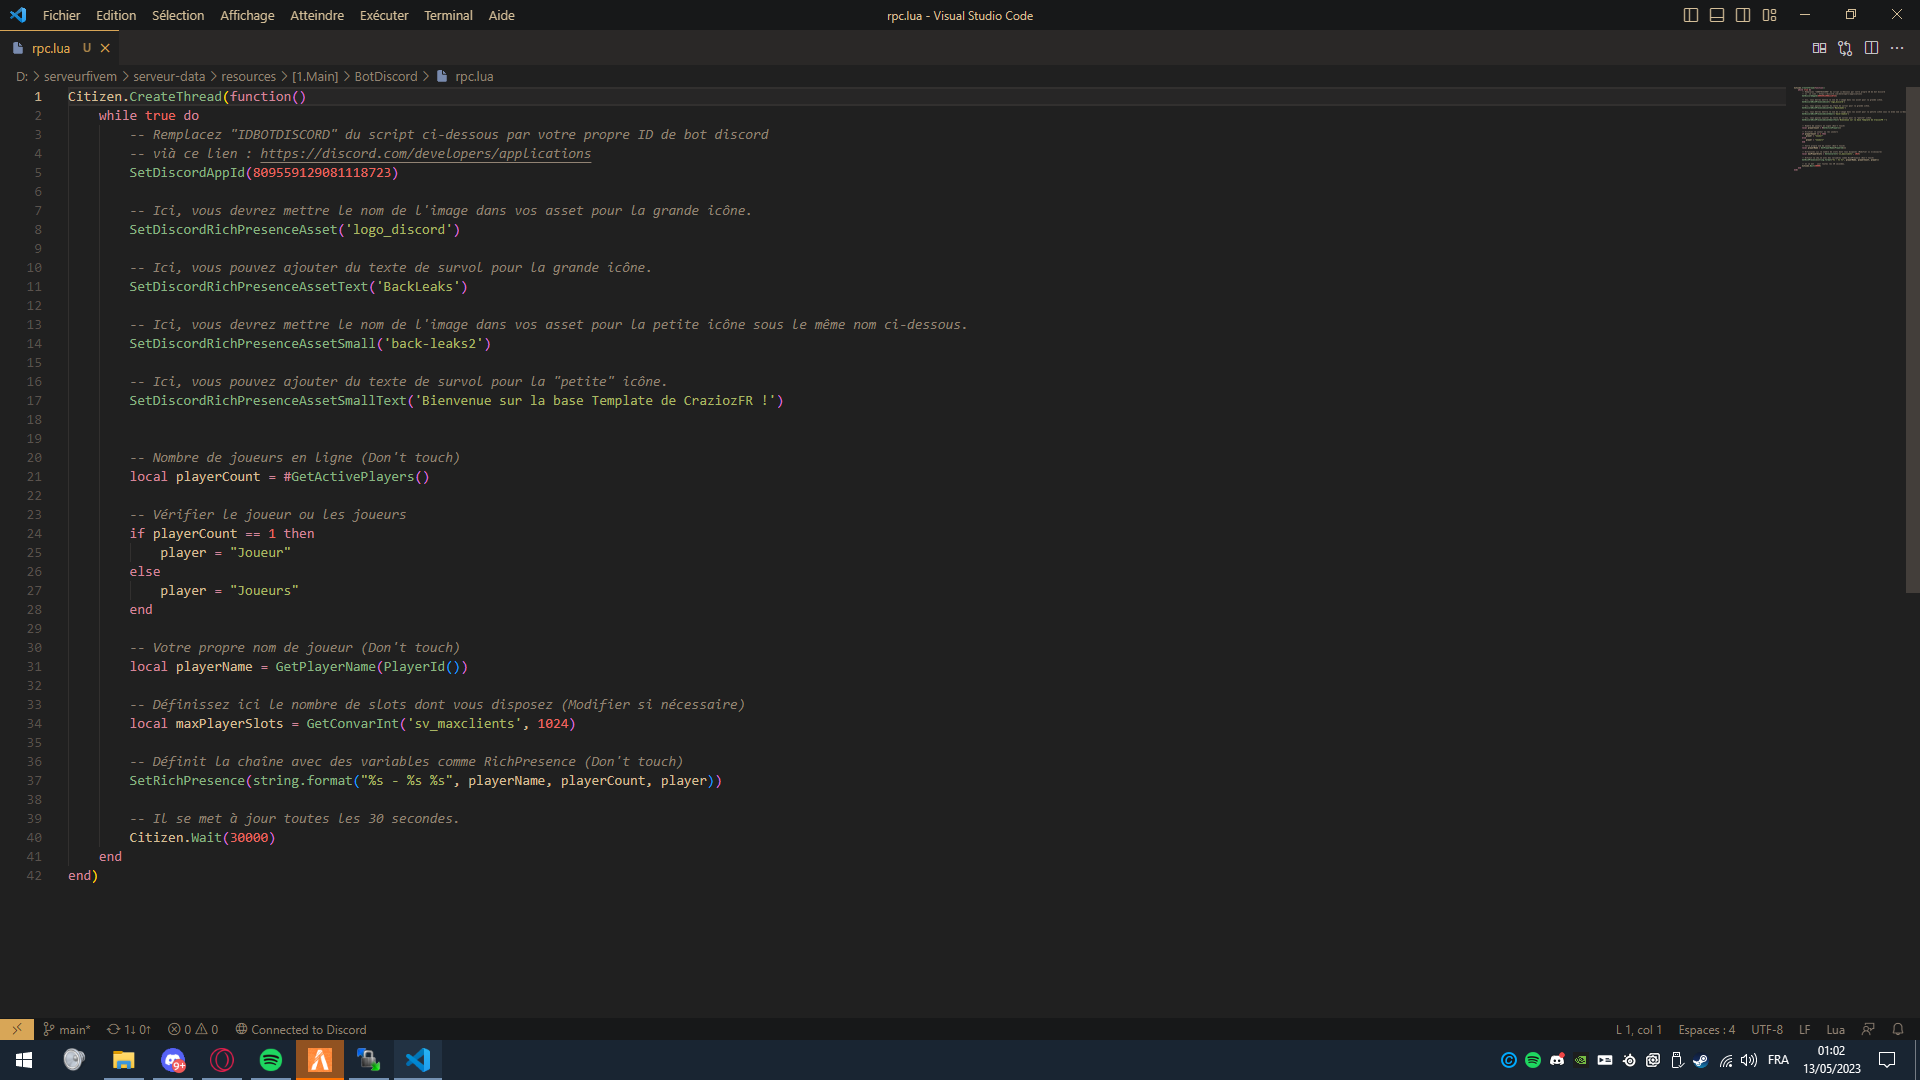 Fichier Edition Sélection Affichage Atteindre Exécuter Terminal Aide
rpc.lua - Visual Studio Code
rpc.lua U
D: > serveurfivem > serveur-data > resources > [1.Main] > BotDiscord > rpc.lua
1 Citizen.CreateThread(function()
2 while true do
3 -- Remplacez "IDBOTDISCORD" du script ci-dessous par votre propre ID de bot discord
4 -- vià ce lien : https://discord.com/developers/applications
5 SetDiscordAppId(809559129081118723)
6
7 -- Ici, vous devrez mettre le nom de l'image dans vos asset pour la grande icône.
8 SetDiscordRichPresenceAsset('logo_discord')
9
10 -- Ici, vous pouvez ajouter du texte de survol pour la grande icône.
11 SetDiscordRichPresenceAssetText('BackLeaks')
12
13 -- Ici, vous devrez mettre le nom de l'image dans vos asset pour la petite icône sous le même nom ci-dessous.
14 SetDiscordRichPresenceAssetSmall('back-leaks2')
15
16 -- Ici, vous pouvez ajouter du texte de survol pour la "petite" icône.
17 SetDiscordRichPresenceAssetSmallText('Bienvenue sur la base Template de CraziozFR !')
18
19
20 -- Nombre de joueurs en ligne (Don't touch)
21 local playerCount = #GetActivePlayers()
22
23 -- Vérifier le joueur ou les joueurs
24 if playerCount == 1 then
25 player = "Joueur"
26 else
27 player = "Joueurs"
28 end
29
30 -- Votre propre nom de joueur (Don't touch)
31 local playerName = GetPlayerName(PlayerId())
32
33 -- Définissez ici le nombre de slots dont vous disposez (Modifier si nécessaire)
34 local maxPlayerSlots = GetConvarInt('sv_maxclients', 1024)
35
36 -- Définit la chaîne avec des variables comme RichPresence (Don't touch)
37 SetRichPresence(string.format("%s - %s %s", playerName, playerCount, player))
38
39 -- Il se met à jour toutes les 30 secondes.
40 Citizen.Wait(30000)
41 end
42 end)
main* 1↓ 0↑ 0 0 Connected to Discord
L 1, col 1 Espaces : 4 UTF-8 LF Lua
9+
FRA
01:02
13/05/2023